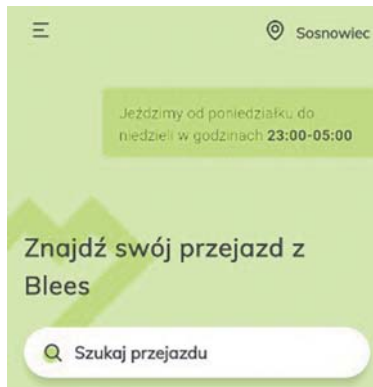 Sosnowiec
Jeździmy od poniedziałku do
niedzieli w godzinach 23:00-05:00
Znajdź swój przejazd z
Blees
Szukaj przejazdu